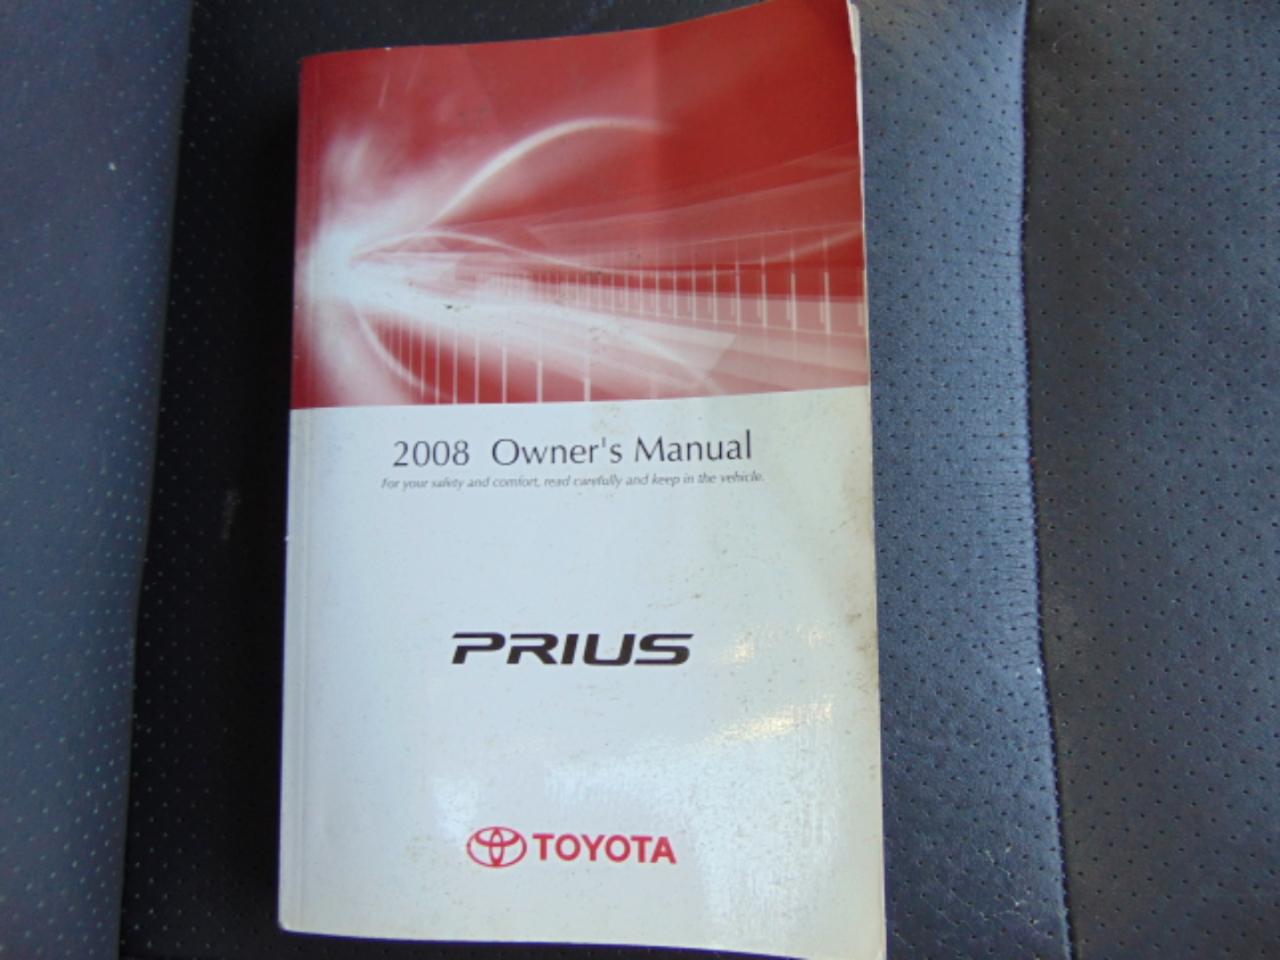 2008 Owner's Manual
For your safety and comfort, read carefully and keep in the vehicle.
PRIUS
TOYOTA